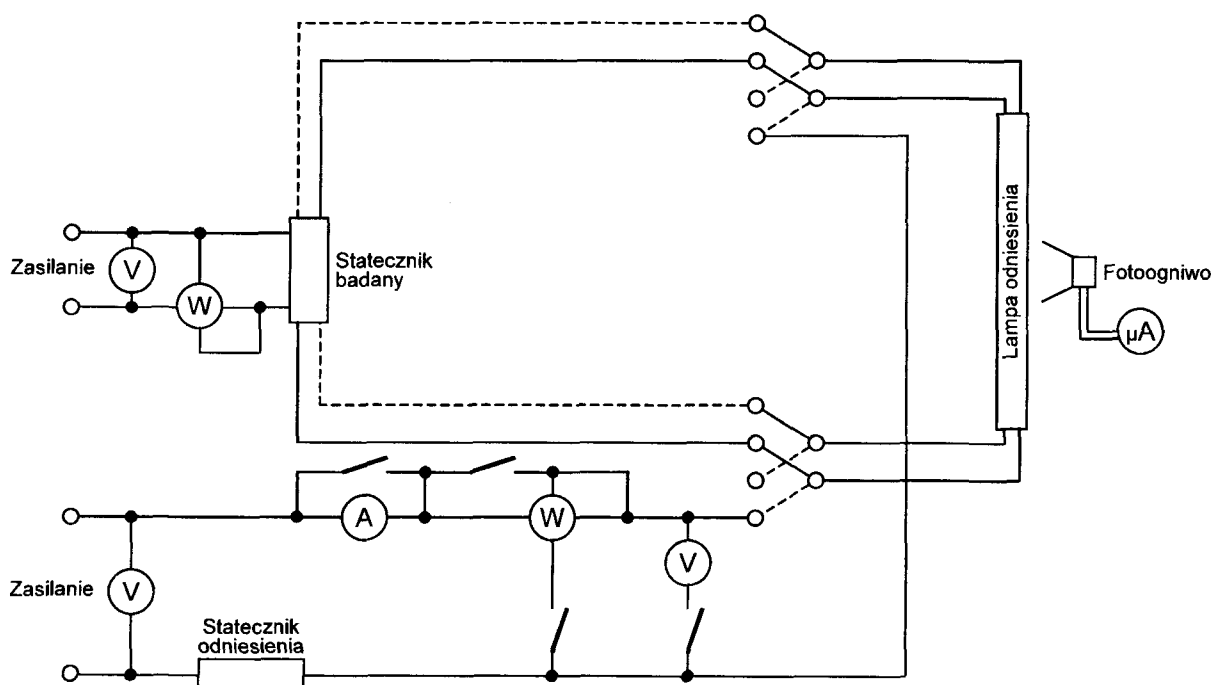 Zasilanie
V
W
Statecznik
badany
Lampa odniesienia
Fotoogniwo
µA
A
W
V
Zasilanie
V
Statecznik
odniesienia